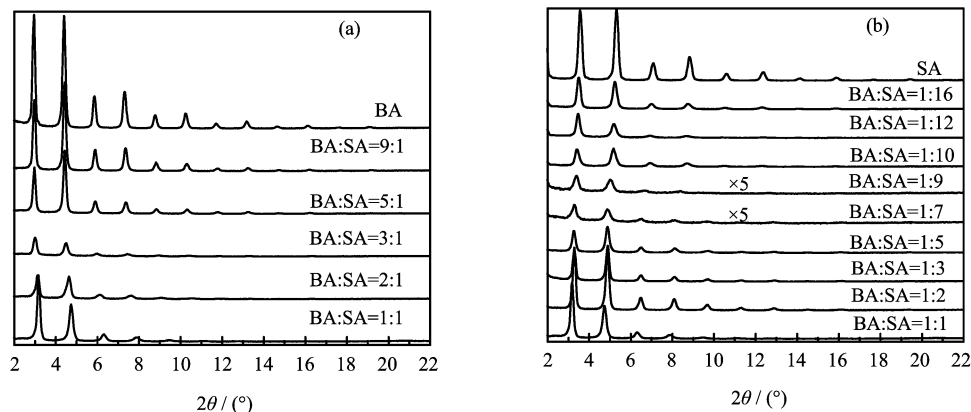 (a)
BA
BA:SA=9:1
BA:SA=5:1
BA:SA=3:1
BA:SA=2:1
BA:SA=1:1
2 4 6 8 10 12 14 16 18 20 22
2θ / (°)
(b)
SA
BA:SA=1:16
BA:SA=1:12
BA:SA=1:10
×5 BA:SA=1:9
×5 BA:SA=1:7
BA:SA=1:5
BA:SA=1:3
BA:SA=1:2
BA:SA=1:1
2 4 6 8 10 12 14 16 18 20 22
2θ / (°)